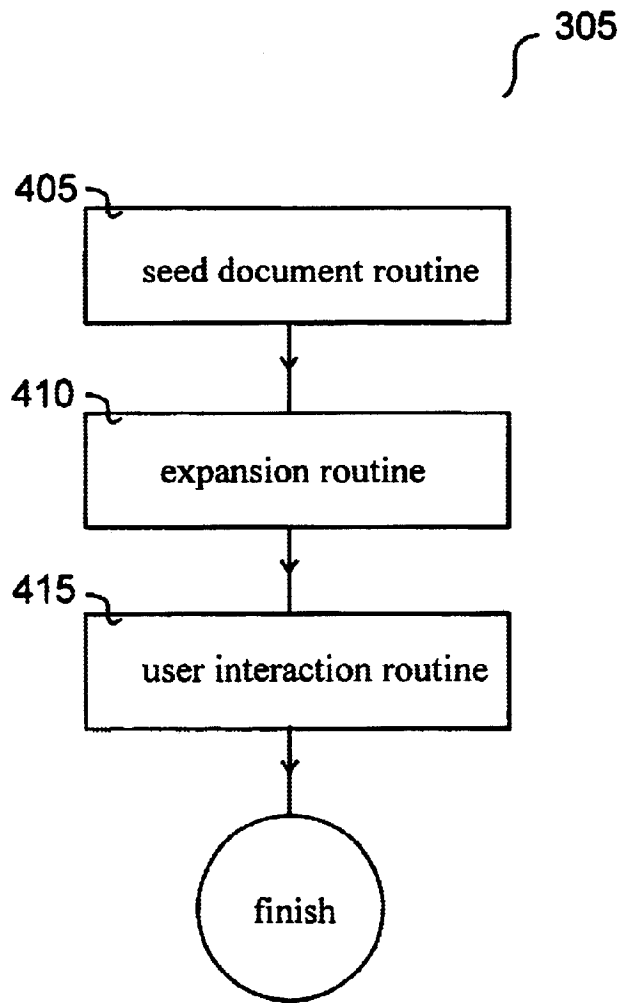 305
405
seed document routine
410
expansion routine
415
user interaction routine
finish